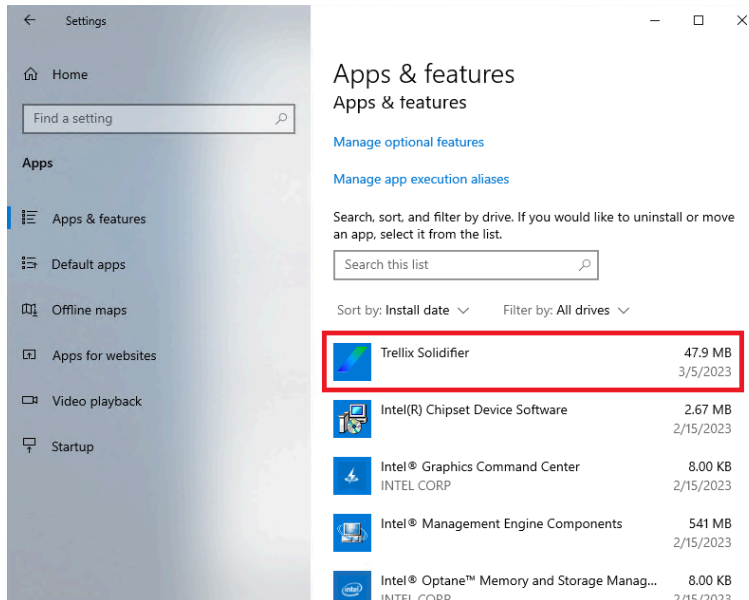 Settings
Home
Find a setting
Apps
Apps & features
Default apps
Offline maps
Apps for websites
Video playback
Startup
Apps & features
Apps & features
Manage optional features
Manage app execution aliases
Search, sort, and filter by drive. If you would like to uninstall or move
an app, select it from the list.
Search this list
Sort by: Install date Filter by: All drives
Trellix Solidifier 47.9 MB
3/5/2023
Intel(R) Chipset Device Software 2.67 MB
2/15/2023
Intel® Graphics Command Center 8.00 KB
INTEL CORP 2/15/2023
Intel® Management Engine Components 541 MB
2/15/2023
Intel® Optane™ Memory and Storage Manag... 8.00 KB
INTEL CORP 2/15/2023